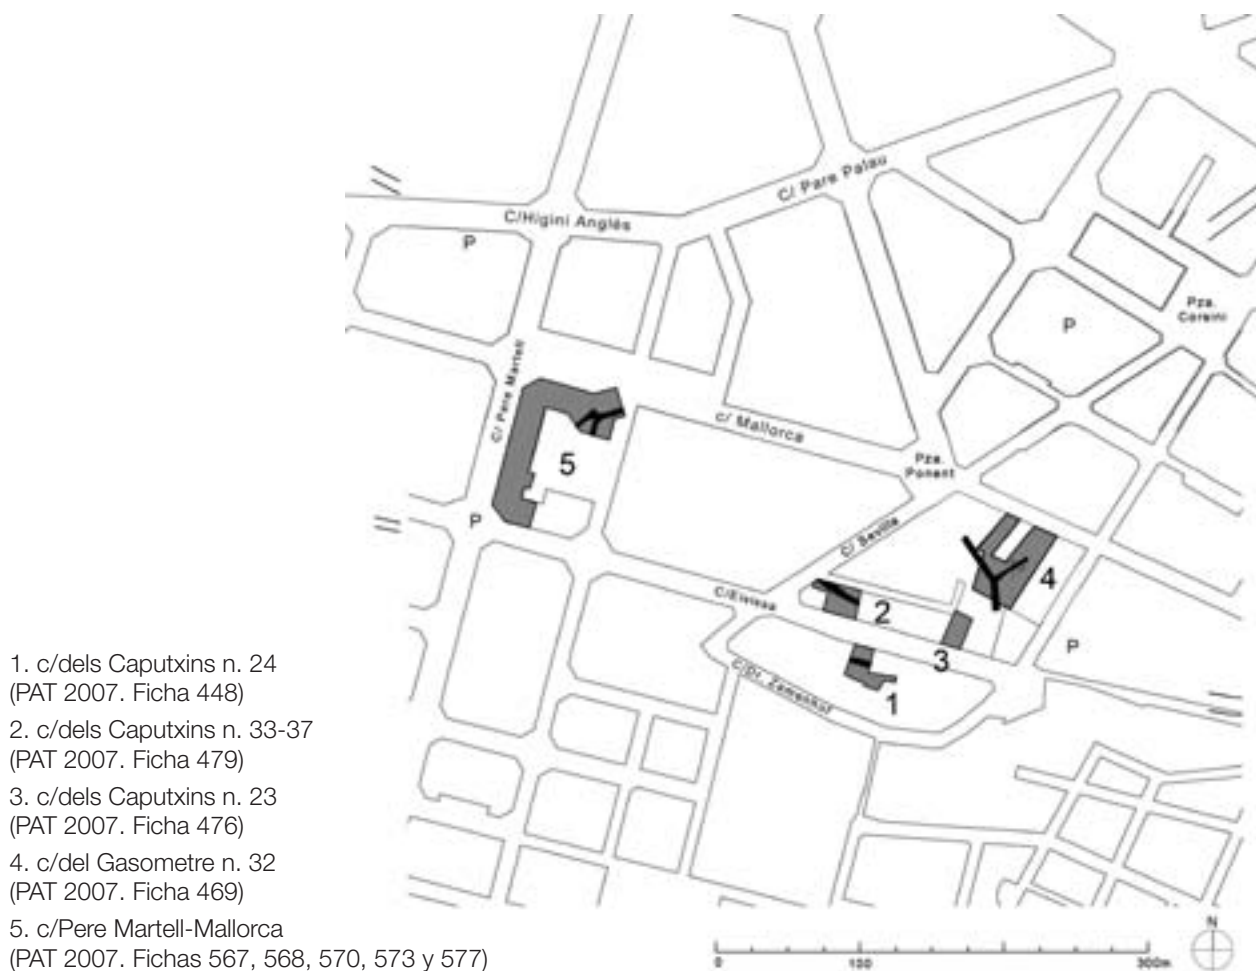 C/ Pare Palau
C/Higini Anglès
P
Pza.
Corsini
P
C/ Pere Martell
c/ Mallorca
5
Pza.
Ponent
P
C/ Sevilla
4
C/Eivissa
2
P
3
C/Dr. Zamenhof
1
1. c/dels Caputxins n. 24
(PAT 2007. Ficha 448)
2. c/dels Caputxins n. 33-37
(PAT 2007. Ficha 479)
3. c/dels Caputxins n. 23
(PAT 2007. Ficha 476)
4. c/del Gasometre n. 32
(PAT 2007. Ficha 469)
5. c/Pere Martell-Mallorca
(PAT 2007. Fichas 567, 568, 570, 573 y 577)
N
0 150 300m